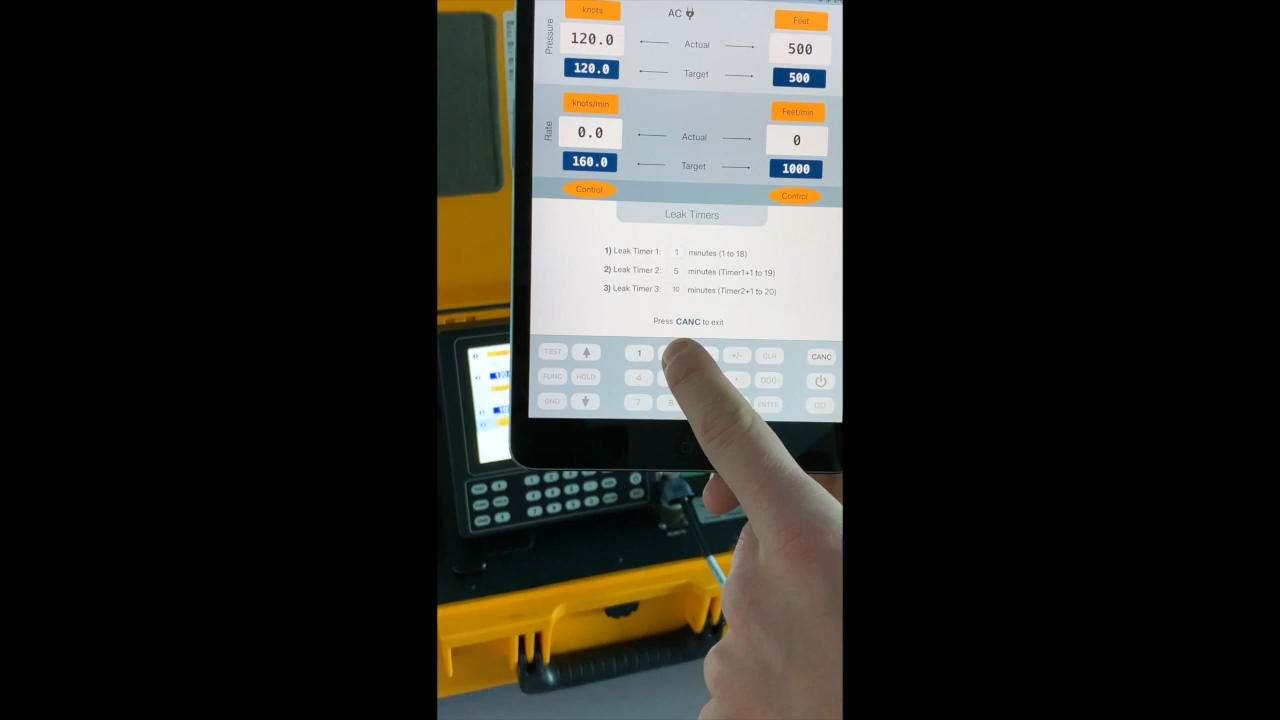 knots AC Feet
Pressure
120.0 Actual 500
120.0 Target 500
knots/min Feet/min
Rate
0.0 Actual 0
160.0 Target 1000
Control Control
Leak Timers
1) Leak Timer 1: 1 minutes (1 to 18)
2) Leak Timer 2: 5 minutes (Timer1+1 to 19)
3) Leak Timer 3: 10 minutes (Timer2+1 to 20)
Press CANC to exit
TEST 1 +/- CLR CANC
FUNC HOLD 4 000
GND 7 8 ENTER